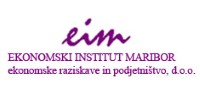 eim
EKONOMSKI INSTITUT MARIBOR
ekonomske raziskave in podjetništvo, d.o.o.